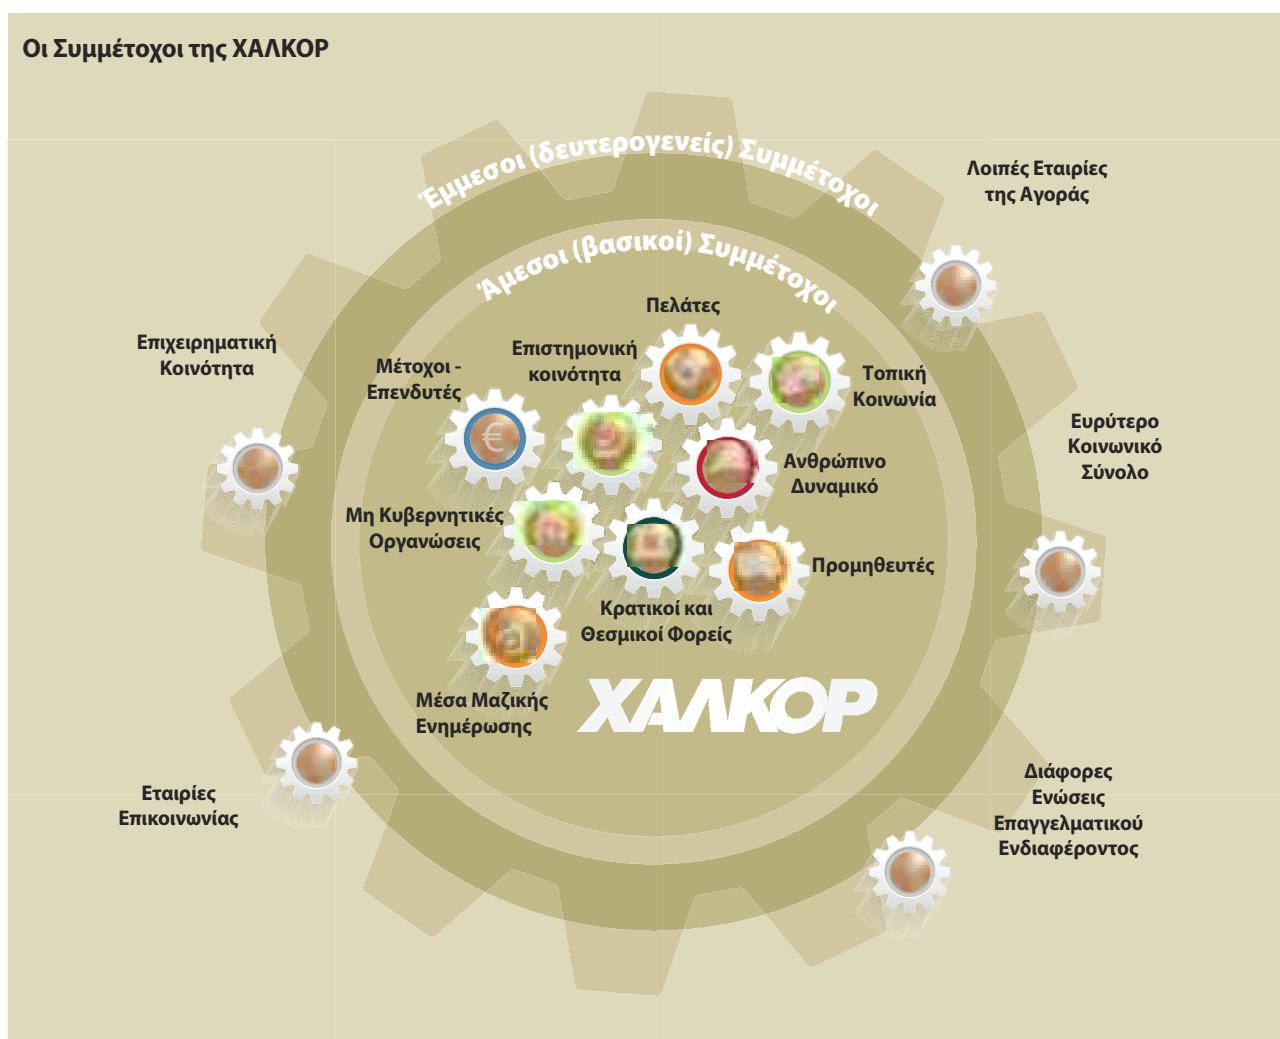 Οι Συμμέτοχοι της ΧΑΛΚΟΡ
Έμμεσοι (δευτερογενείς) Συμμέτοχοι
Άμεσοι (βασικοί) Συμμέτοχοι
Λοιπές Εταιρίες
της Αγοράς
Πελάτες
Επιχειρηματική
Κοινότητα
Επιστημονική
κοινότητα
Μέτοχοι -
Επενδυτές
Τοπική
Κοινωνία
Ευρύτερο
Κοινωνικό
Σύνολο
€
Ανθρώπινο
Δυναμικό
Μη Κυβερνητικές
Οργανώσεις
Προμηθευτές
Κρατικοί και
Θεσμικοί Φορείς
a
Μέσα Μαζικής
Ενημέρωσης
ΧΑΛΚΟΡ
Εταιρίες
Επικοινωνίας
Διάφορες
Ενώσεις
Επαγγελματικού
Ενδιαφέροντος